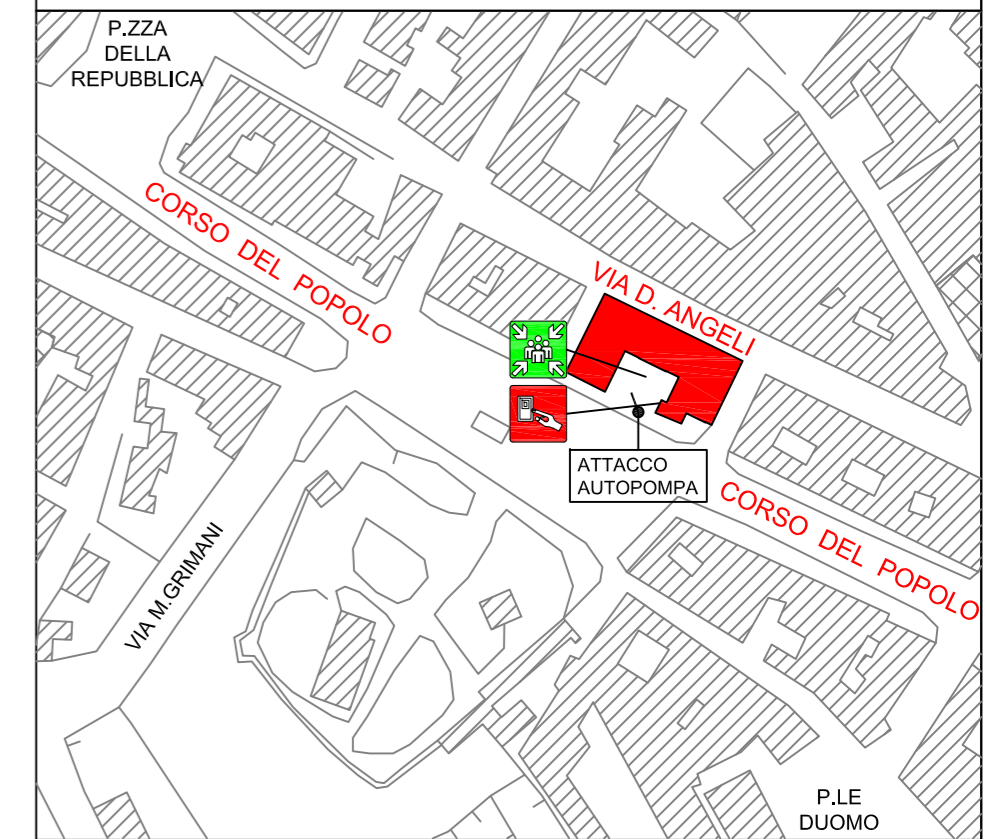 P.ZZA
DELLA
REPUBBLICA
CORSO DEL POPOLO
VIA D. ANGELI
ATTACCO
AUTOPOMPA
CORSO DEL POPOLO
VIA M.GRIMANI
P.LE
DUOMO